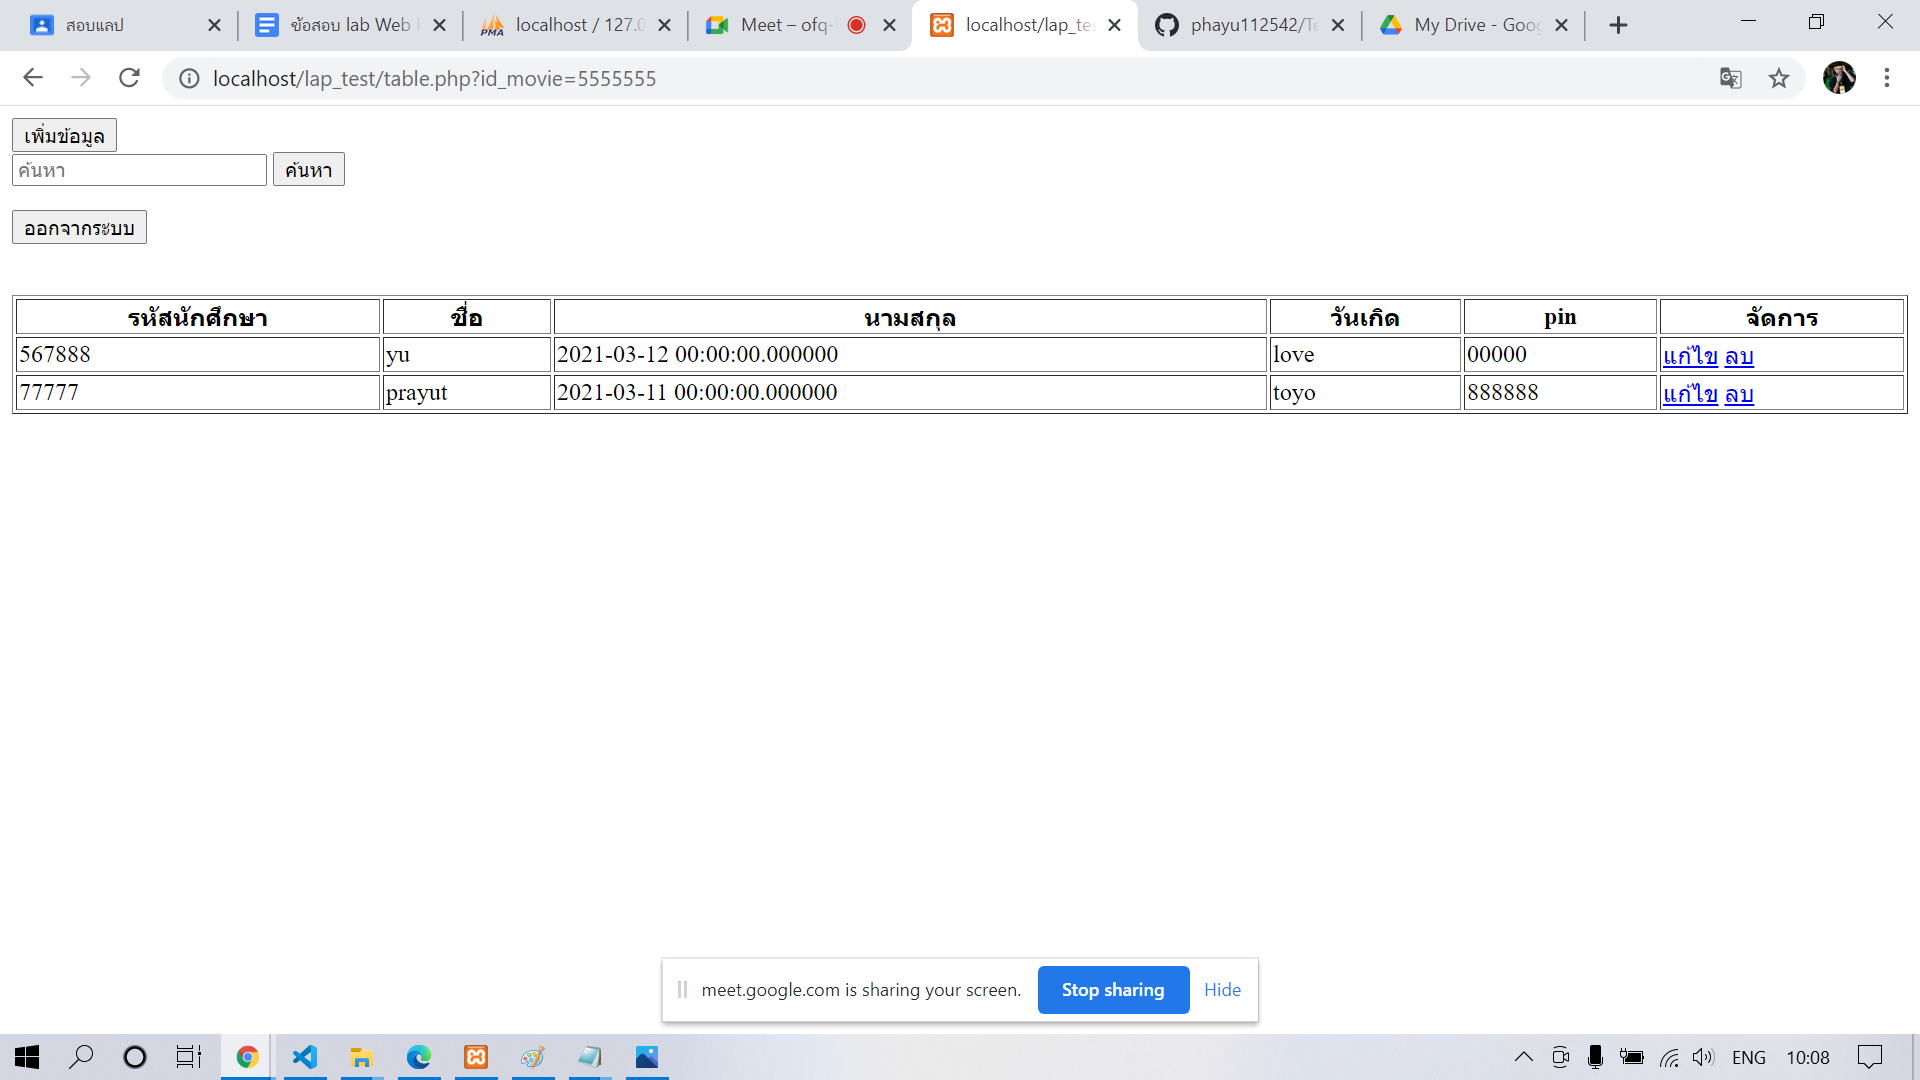 สอบแลป
ข้อสอบ lab Web
localhost / 127.0
Meet – ofq-
localhost/lap_tes
phayu112542/Te
My Drive - Goog
localhost/lap_test/table.php?id_movie=5555555
เพิ่มข้อมูล
ค้นหา ค้นหา
ออกจากระบบ
รหัสนักศึกษา ชื่อ นามสกุล วันเกิด pin จัดการ
567888 yu 2021-03-12 00:00:00.000000 love 00000 แก้ไข ลบ
77777 prayut 2021-03-11 00:00:00.000000 toyo 888888 แก้ไข ลบ
meet.google.com is sharing your screen. Stop sharing Hide
ENG 10:08